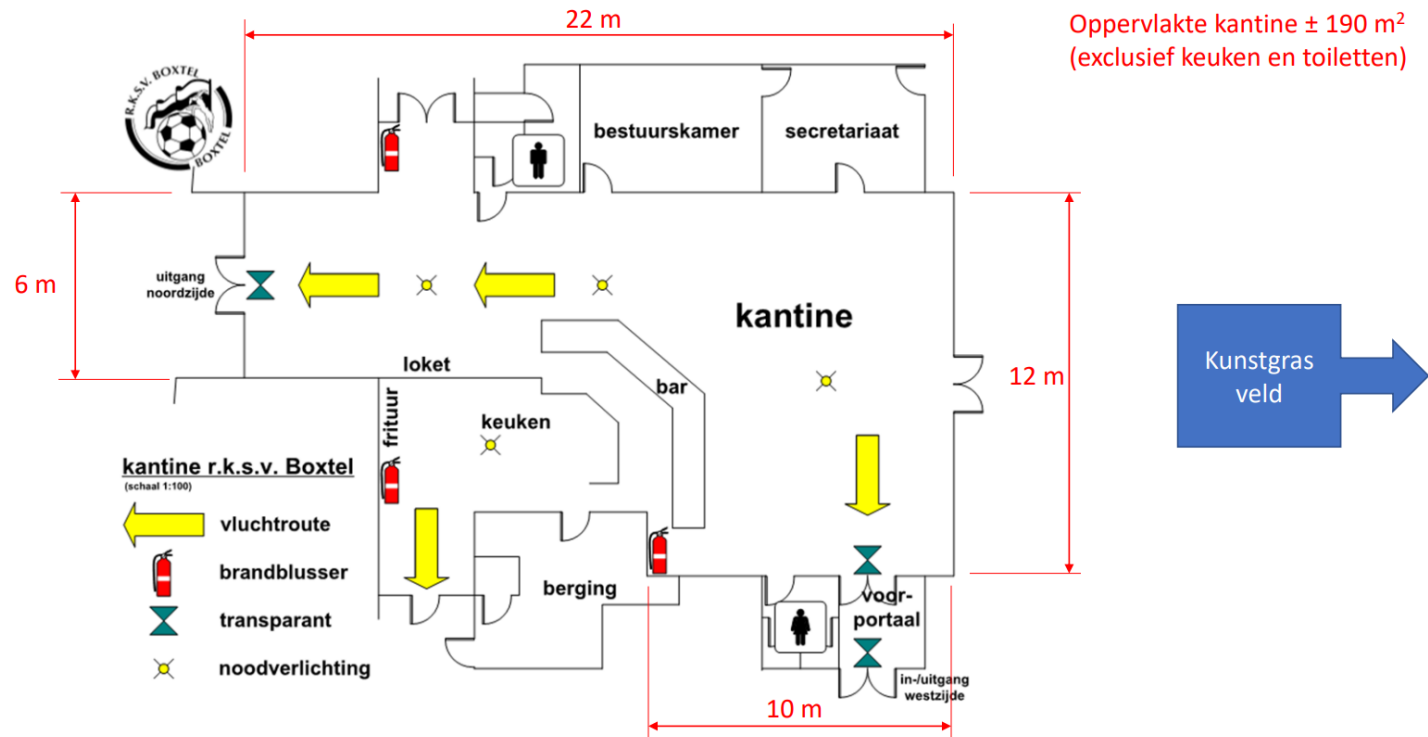 22 m
Oppervlakte kantine ± 190 m²
(exclusief keuken en toiletten)
R.K.S.V. BOXTEL
BOXTEL
bestuurskamer
secretariaat
6 m
uitgang
noordzijde
kantine
loket
bar
12 m
Kunstgras
veld
frituur
keuken
kantine r.k.s.v. Boxtel
(schaal 1:100)
vluchtroute
brandblusser
berging
voor-
portaal
transparant
noodverlichting
in-/uitgang
westzijde
10 m